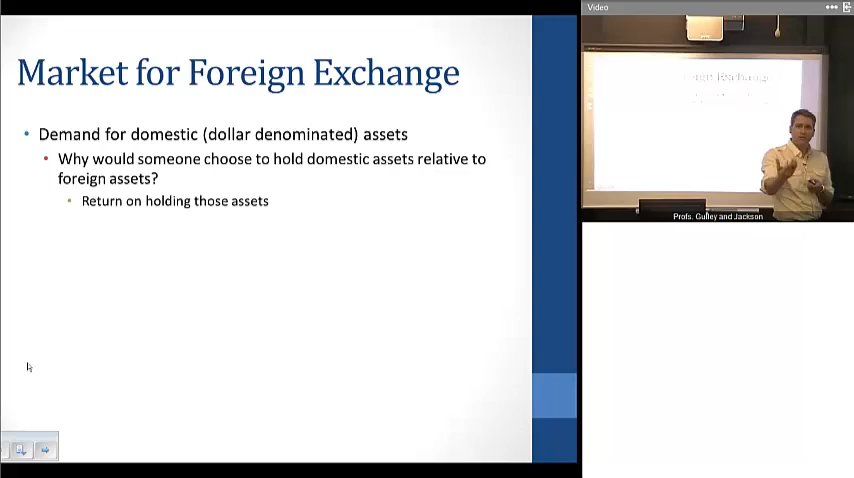 Video
Market for Foreign Exchange
Demand for domestic (dollar denominated) assets
Why would someone choose to hold domestic assets relative to
foreign assets?
Return on holding those assets
Profs. Gulley and Jackson